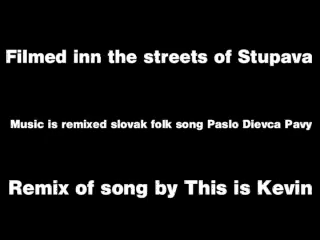 Filmed inn the streets of Stupava
Music is remixed slovak folk song Paslo Dievca Pavy
Remix of song by This is Kevin